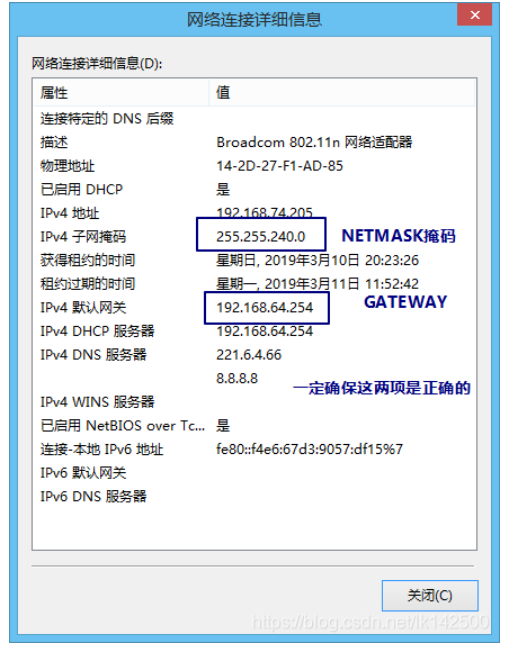 网络连接详细信息
网络连接详细信息(D):
属性 值
连接特定的 DNS 后缀
描述 Broadcom 802.11n 网络适配器
物理地址 14-2D-27-F1-AD-85
已启用 DHCP 是
IPv4 地址 192.168.74.205
IPv4 子网掩码 255.255.240.0 NETMASK掩码
获得租约的时间 星期日, 2019年3月10日 20:23:26
租约过期的时间 星期一, 2019年3月11日 11:52:42
IPv4 默认网关 192.168.64.254 GATEWAY
IPv4 DHCP 服务器 192.168.64.254
IPv4 DNS 服务器 221.6.4.66
8.8.8.8 一定确保这两项是正确的
IPv4 WINS 服务器
已启用 NetBIOS over Tc... 是
连接-本地 IPv6 地址 fe80::f4e6:67d3:9057:df15%7
IPv6 默认网关
IPv6 DNS 服务器
关闭(C)
https://blog.csdn.net/lk142500